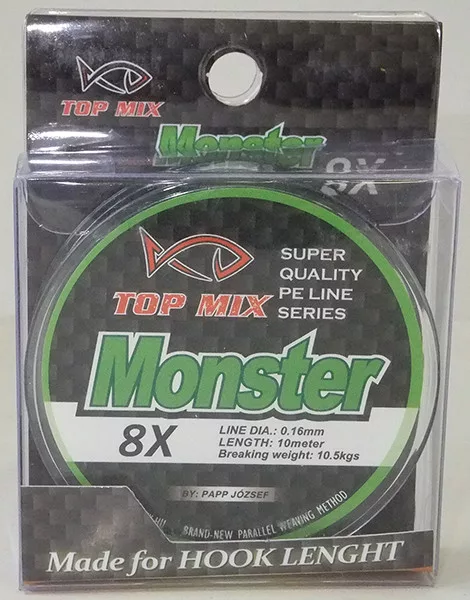 TOP MIX
Monster
8X
TOP MIX
SUPER
QUALITY
PE LINE
SERIES
Monster
8X
LINE DIA.: 0.16mm
LENGTH: 10meter
Breaking weight: 10.5kgs
BY: PAPP JÓZSEF
!!! BRAND-NEW PARALLEL WEAVING METHOD
Made for HOOK LENGHT